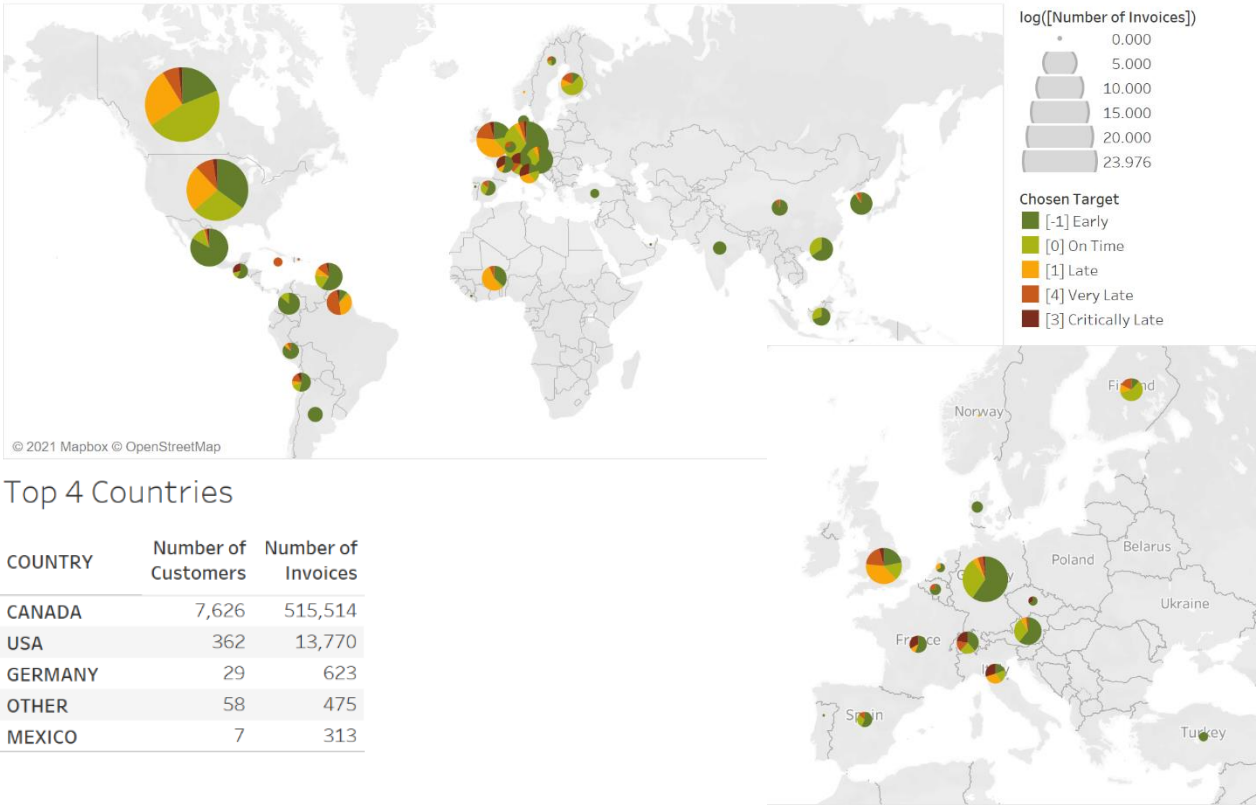 log([Number of Invoices])
0.000
5.000
10.000
15.000
20.000
23.976
Chosen Target
[-1] Early
[0] On Time
[1] Late
[4] Very Late
[3] Critically Late
© 2021 Mapbox © OpenStreetMap
Norway
Poland
Belarus
Ukraine
France
Spain
Turkey
Top 4 Countries
COUNTRY Number of Customers Number of Invoices
CANADA 7,626 515,514
USA 362 13,770
GERMANY 29 623
OTHER 58 475
MEXICO 7 313